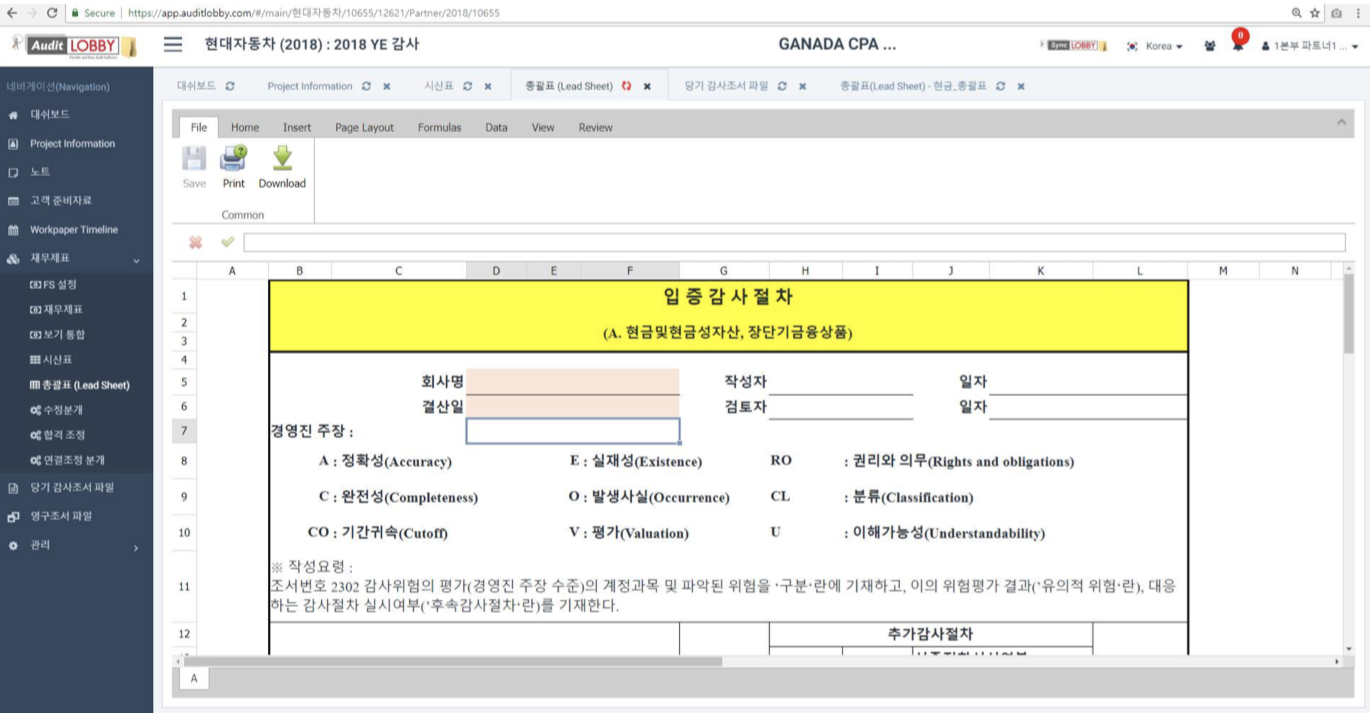 Secure | https://app.auditlobby.com/#/main/현대자동차/10655/12621/Partner/2018/10655
Audit LOBBY
현대자동차 (2018) : 2018 YE 감사
GANADA CPA ...
Sync LOBBY
Korea
0
1본부 파트너1 ...
네비게이션(Navigation)
대쉬보드
Project Information
노트
고객 준비자료
Workpaper Timeline
재무제표
FS 설정
재무제표
보기 통합
시산표
총괄표 (Lead Sheet)
수정분개
합격 조정
연결조정 분개
당기 감사조서 파일
영구조서 파일
관리
대쉬보드
Project Information
시산표
총괄표 (Lead Sheet)
당기 감사조서 파일
총괄표(Lead Sheet) - 현금_총괄표
File Home Insert Page Layout Formulas Data View Review
Save Print Download
Common
A B C D E F G H I J K L M N
1 입 증 감 사 절 차
2
3 (A. 현금및현금성자산, 장단기금융상품)
4
5 회사명 작성자 일자
6 결산일 검토자 일자
7 경영진 주장 :
8 A : 정확성(Accuracy) E : 실재성(Existence) RO : 권리와 의무(Rights and obligations)
9 C : 완전성(Completeness) O : 발생사실(Occurrence) CL : 분류(Classification)
10 CO : 기간귀속(Cutoff) V : 평가(Valuation) U : 이해가능성(Understandability)
※ 작성요령 :
11 조서번호 2302 감사위험의 평가(경영진 주장 수준)의 계정과목 및 파악된 위험을 ‘구분’란에 기재하고, 이의 위험평가 결과(‘유의적 위험’란), 대응
하는 감사절차 실시여부(‘후속감사절차’란)를 기재한다.
12 추가감사절차
A